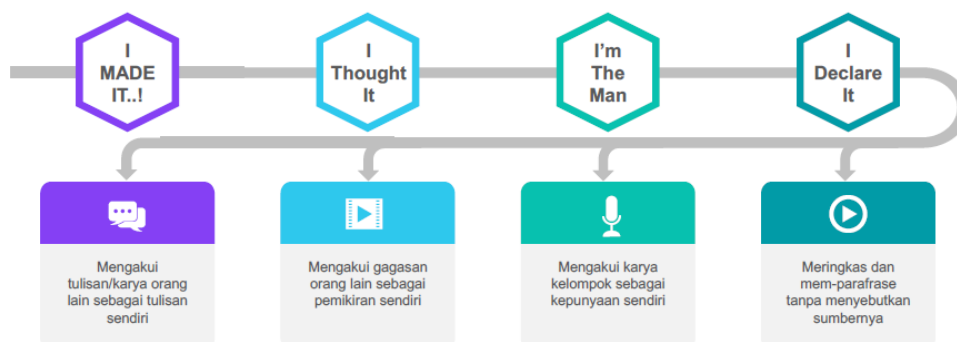 I
MADE
IT..!
I
Thought
It
I'm
The
Man
I
Declare
It
Mengakui
tulisan/karya orang
lain sebagai tulisan
sendiri
Mengakui gagasan
orang lain sebagai
pemikiran sendiri
Mengakui karya
kelompok sebagai
kepunyaan sendiri
Meringkas dan
mem-parafrase
tanpa menyebutkan
sumbernya